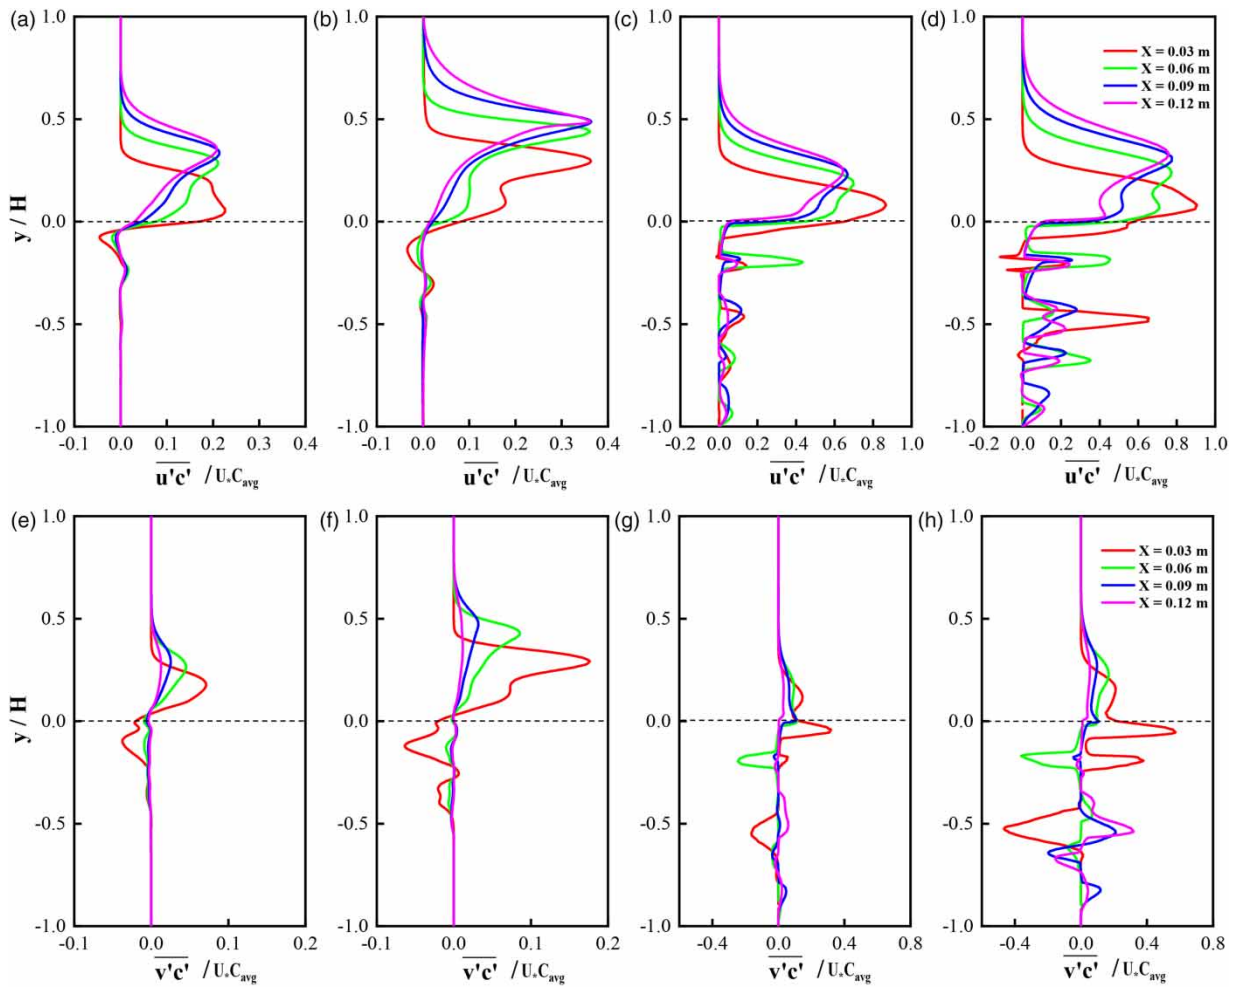 (a) (b) (c) (d)
1.0 1.0 1.0 1.0
X = 0.03 m
X = 0.06 m
X = 0.09 m
X = 0.12 m
0.5 0.5 0.5 0.5
y / H
0.0 0.0 0.0 0.0
-0.5 -0.5 -0.5 -0.5
-1.0 -1.0 -1.0 -1.0
-0.1 0.0 0.1 0.2 0.3 0.4 -0.1 0.0 0.1 0.2 0.3 0.4 -0.2 0.0 0.2 0.4 0.6 0.8 1.0 -0.2 0.0 0.2 0.4 0.6 0.8 1.0
u'c' / U*Cavg u'c' / U*Cavg u'c' / U*Cavg u'c' / U*Cavg
(e) (f) (g) (h)
1.0 1.0 1.0 1.0
X = 0.03 m
X = 0.06 m
X = 0.09 m
X = 0.12 m
0.5 0.5 0.5 0.5
y / H
0.0 0.0 0.0 0.0
-0.5 -0.5 -0.5 -0.5
-1.0 -1.0 -1.0 -1.0
-0.1 0.0 0.1 0.2 -0.1 0.0 0.1 0.2 -0.4 0.0 0.4 0.8 -0.4 0.0 0.4 0.8
v'c' / U*Cavg v'c' / U*Cavg v'c' / U*Cavg v'c' / U*Cavg